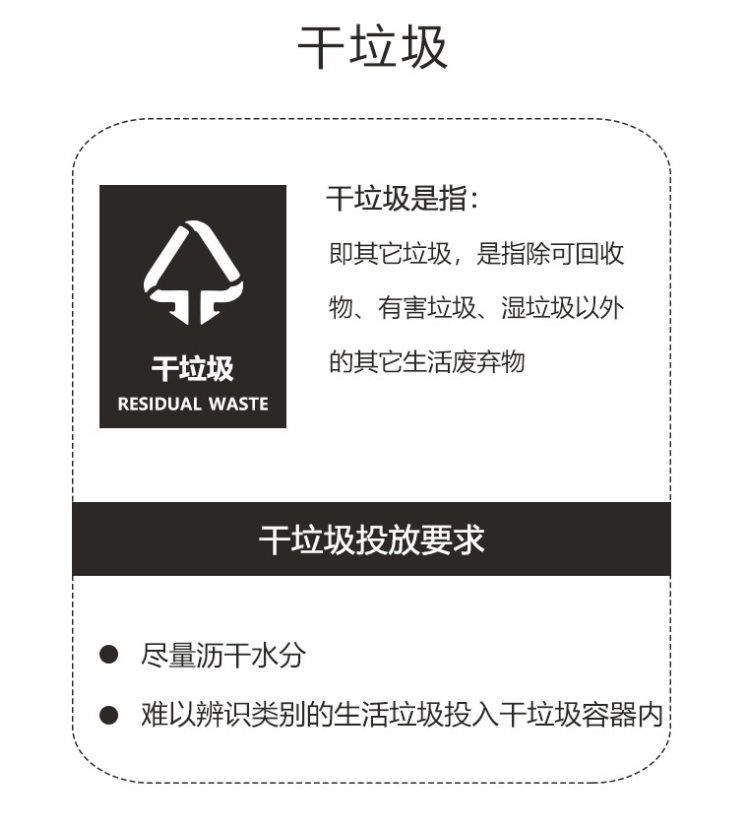 干垃圾
干垃圾
RESIDUAL WASTE
干垃圾是指：
即其它垃圾，是指除可回收
物、有害垃圾、湿垃圾以外
的其它生活废弃物
干垃圾投放要求
● 尽量沥干水分
● 难以辨识类别的生活垃圾投入干垃圾容器内